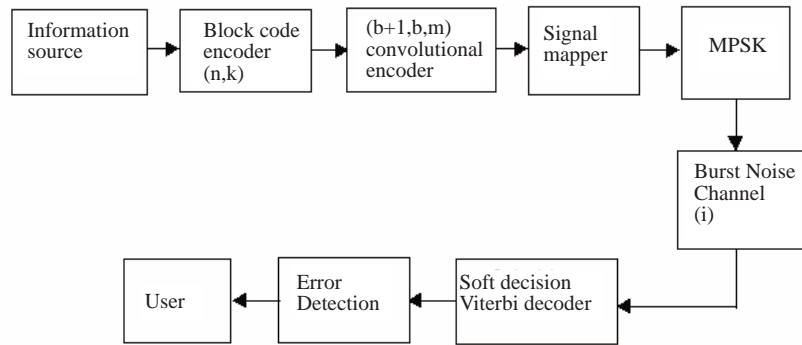 Information
source
Block code
encoder
(n,k)
(b+1,b,m)
convolutional
encoder
Signal
mapper
MPSK
Burst Noise
Channel
(i)
Soft decision
Viterbi decoder
Error
Detection
User